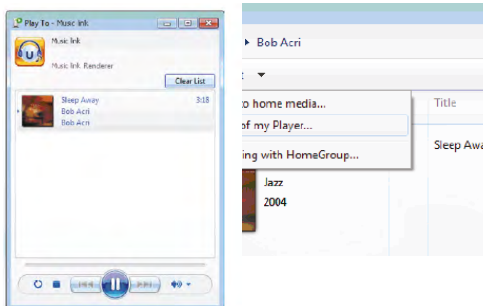 Play To - Music Ink
Music Ink
Music Ink Renderer
Clear List
Sleep Away
3:18
Bob Acri
Bob Acri
Bob Acri
to home media...
of my Player...
ing with HomeGroup...
Title
Sleep Awa
Jazz
2004